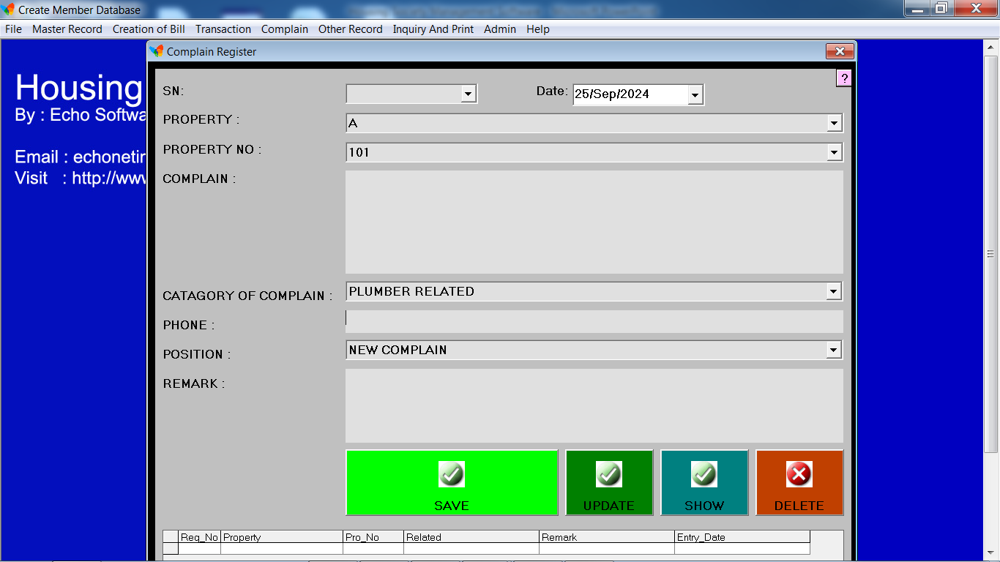 Create Member Database
File Master Record Creation of Bill Transaction Complain Other Record Inquiry And Print Admin Help
Complain Register
?
Housing
By : Echo Softwa
Email : echonetin
Visit : http://www
SN:
Date: 25/Sep/2024
PROPERTY : A
PROPERTY NO : 101
COMPLAIN :
CATAGORY OF COMPLAIN : PLUMBER RELATED
PHONE :
POSITION : NEW COMPLAIN
REMARK :
SAVE UPDATE SHOW DELETE
Req_No Property Pro_No Related Remark Entry_Date